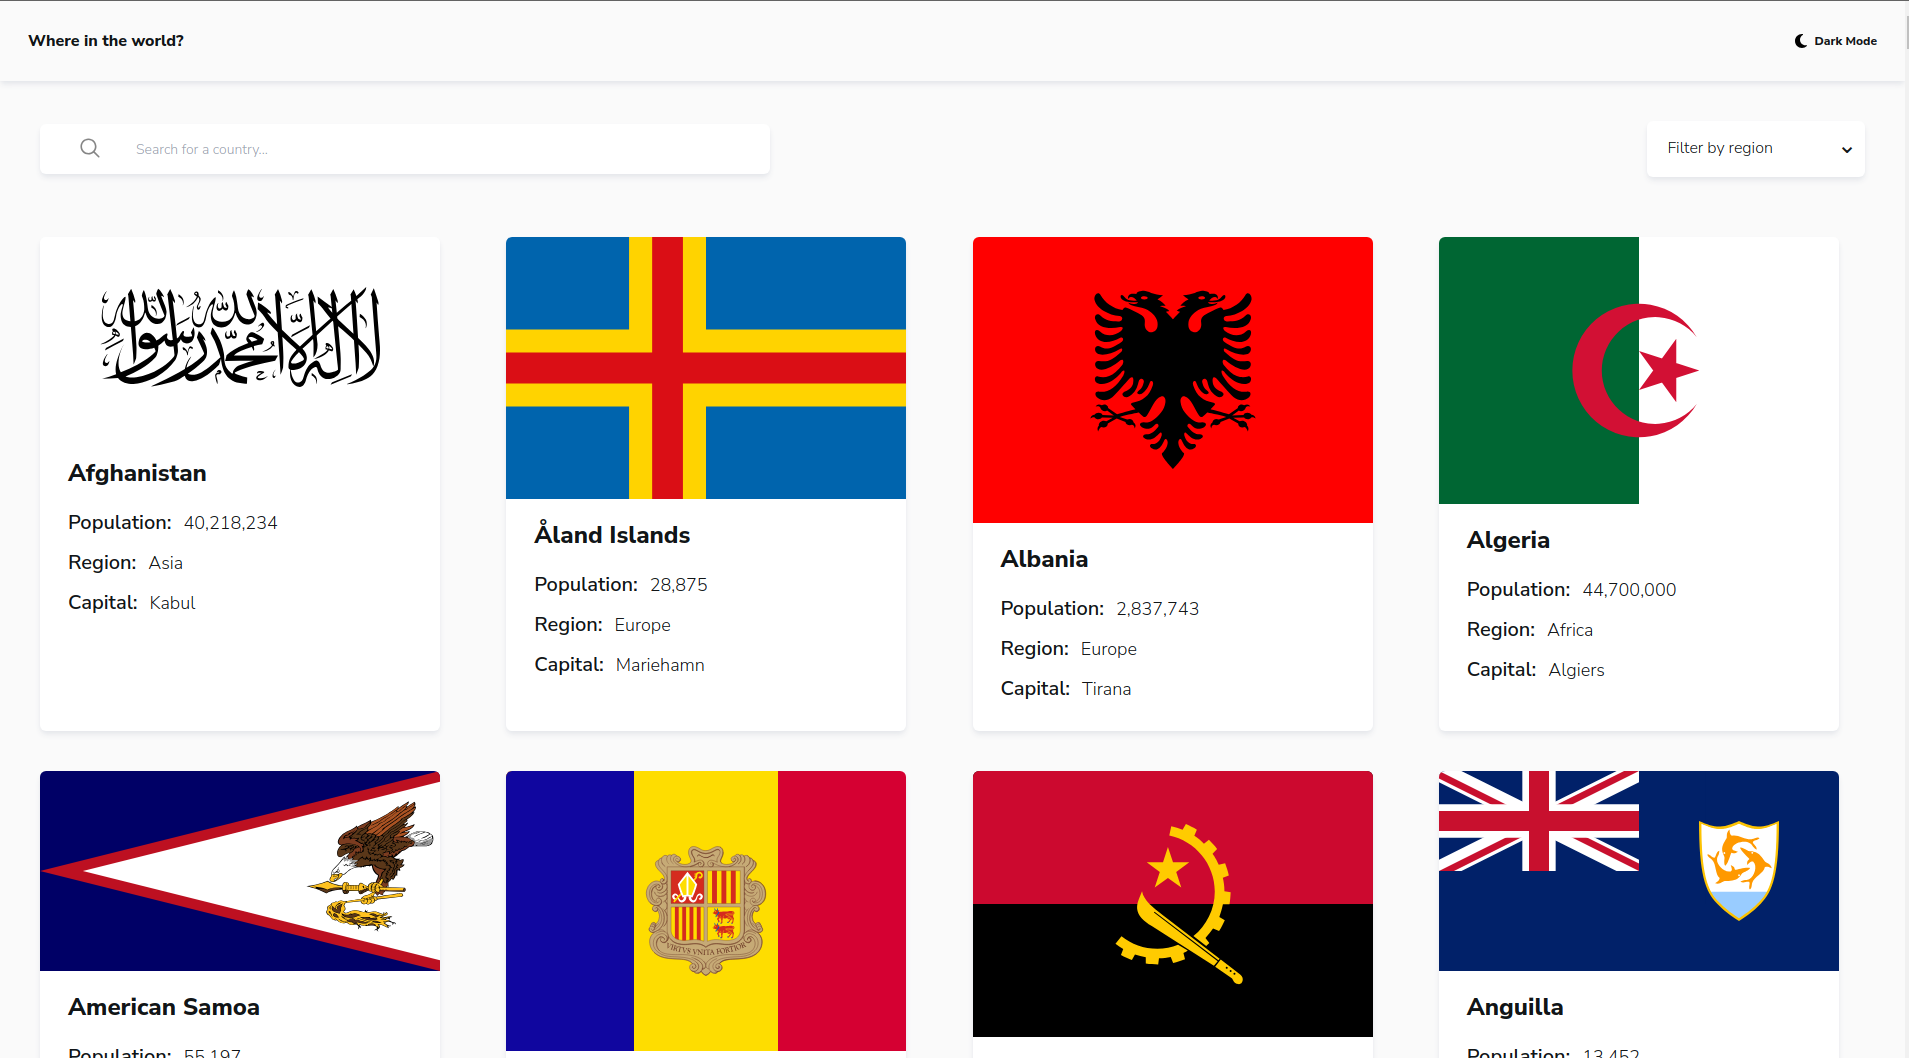 Where in the world?
Dark Mode
Search for a country...
Filter by region
لا إله إلا الله محمد رسول الله
Afghanistan
Population: 40,218,234
Region: Asia
Capital: Kabul
Åland Islands
Population: 28,875
Region: Europe
Capital: Mariehamn
Albania
Population: 2,837,743
Region: Europe
Capital: Tirana
Algeria
Population: 44,700,000
Region: Africa
Capital: Algiers
American Samoa
Population: 55,197
VIRTVS VNITA FORTIOR
Anguilla
Population: 13,452